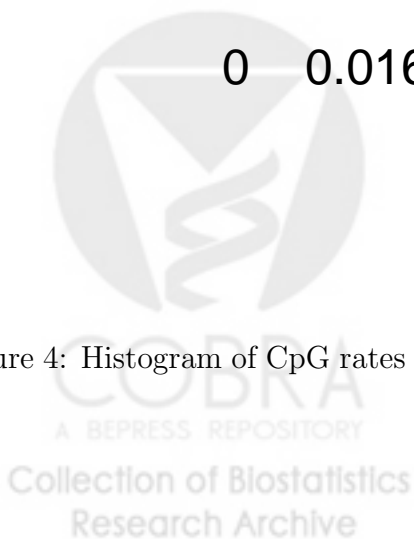 0 0.016
ure 4: Histogram of CpG rates
COBRA
A BEPRESS REPOSITORY
Collection of Biostatistics
Research Archive